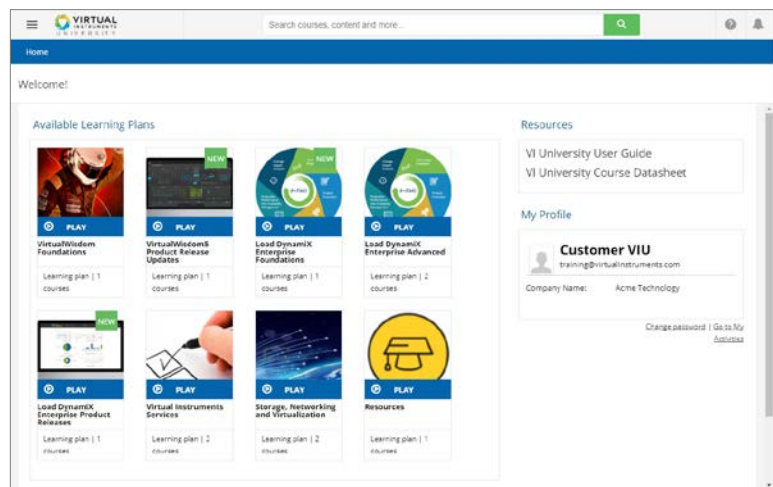 VIRTUAL
INSTRUMENTS
UNIVERSITY
Search courses, content and more...
Home
Welcome!
Available Learning Plans
PLAY
VirtualWisdom
Foundations
Learning plan | 1
courses
NEW
PLAY
VirtualWisdom5
Product Release
Updates
Learning plan | 1
courses
NEW
PLAY
Load DynamiX
Enterprise
Foundations
Learning plan | 1
courses
PLAY
Load DynamiX
Enterprise Advanced
Learning plan | 2
courses
NEW
PLAY
Load DynamiX
Enterprise Product
Releases
Learning plan | 1
courses
PLAY
Virtual Instruments
Services
Learning plan | 2
courses
PLAY
Storage, Networking
and Virtualization
Learning plan | 2
courses
PLAY
Resources
Learning plan | 1
courses
Resources
VI University User Guide
VI University Course Datasheet
My Profile
Customer VIU
training@virtualinstruments.com
Company Name: Acme Technology
Change password | Go to My
Activities